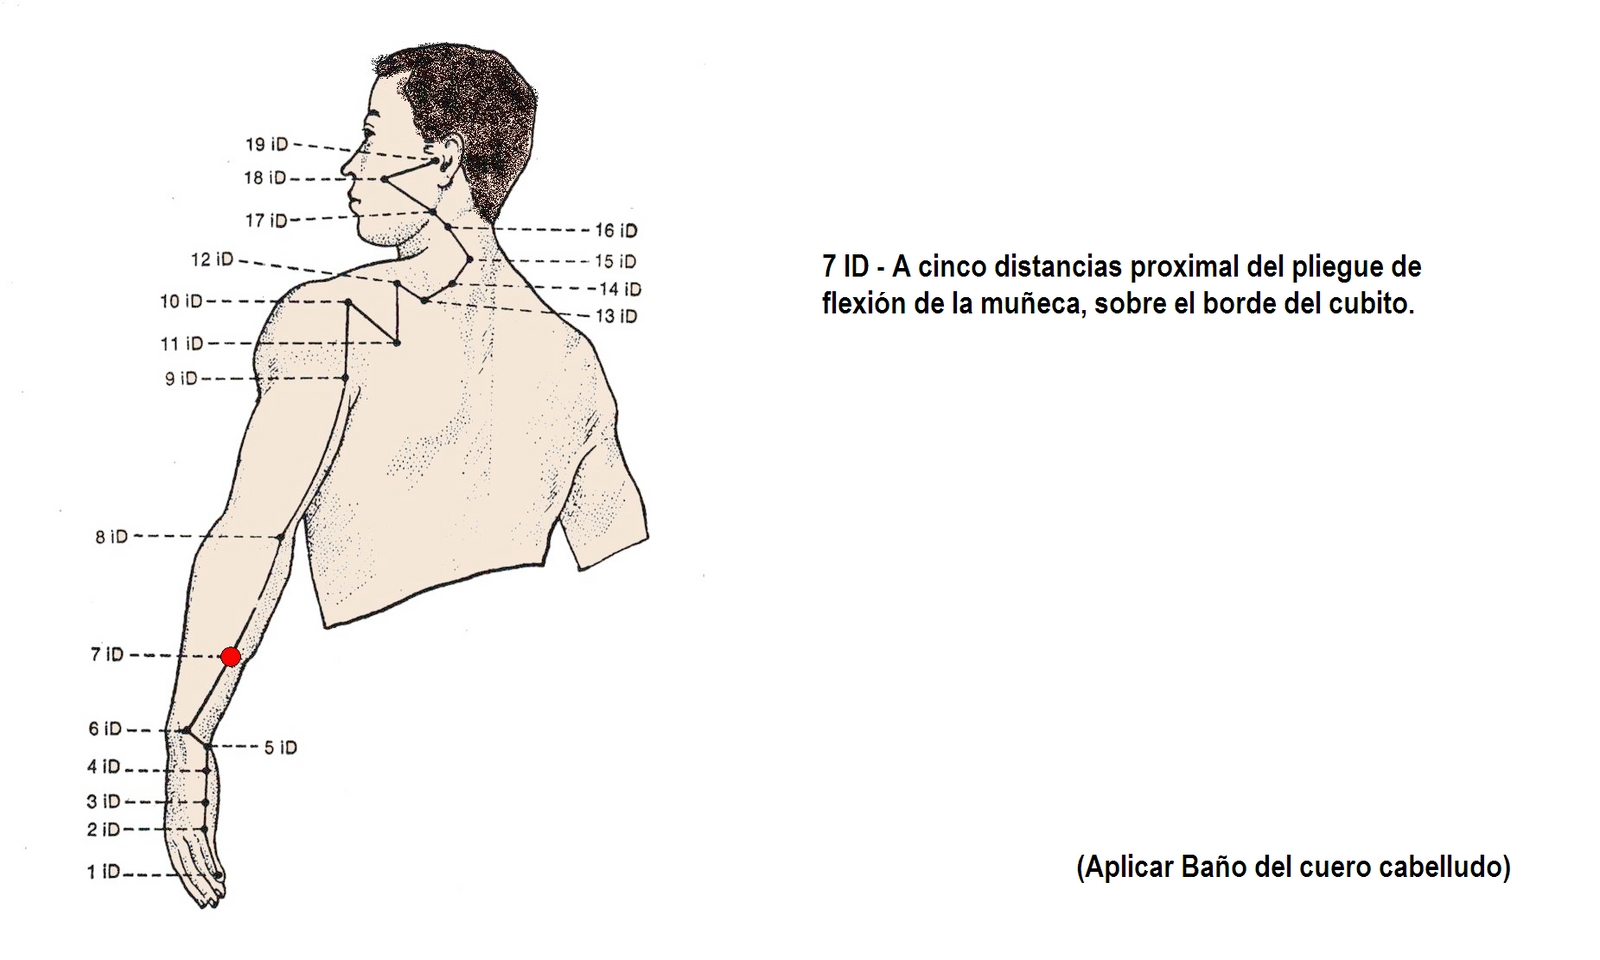 19 iD
18 iD
17 iD
16 iD
12 iD
15 iD
14 iD
10 iD
13 iD
11 iD
9 iD
8 iD
7 iD
6 iD
5 iD
4 iD
3 iD
2 iD
1 iD
7 ID - A cinco distancias proximal del pliegue de
flexión de la muñeca, sobre el borde del cubito.
(Aplicar Baño del cuero cabelludo)